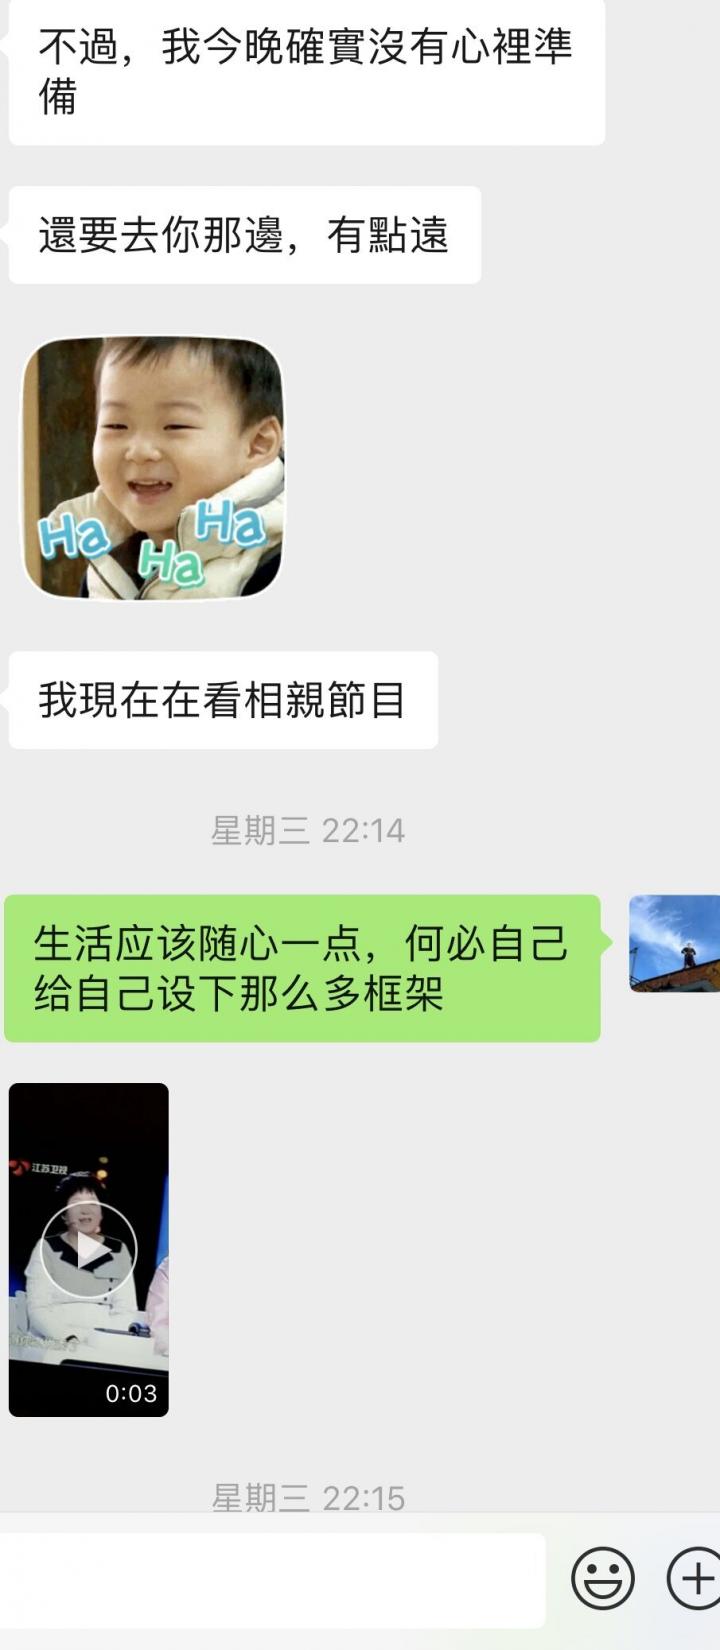 不過，我今晚確實沒有心裡準
備
還要去你那邊，有點遠
Ha
Ha
Ha
我現在在看相親節目
星期三 22:14
生活应该随心一点，何必自己
给自己设下那么多框架
江苏卫视
0:03
星期三 22:15